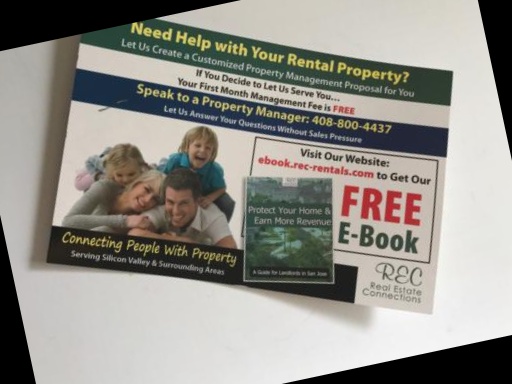 Need Help with Your Rental Property?
Let Us Create a Customized Property Management Proposal for You
If You Decide to Let Us Serve You...
Your First Month Management Fee is FREE
Speak to a Property Manager: 408-800-4437
Let Us Answer Your Questions Without Sales Pressure
Visit Our Website:
ebook.rec-rentals.com to Get Our
FREE
E-Book
Protect Your Home &
Earn More Revenue
A Guide for Landlords in San Jose
Connecting People With Property
Serving Silicon Valley & Surrounding Areas
REC
Real Estate
Connections